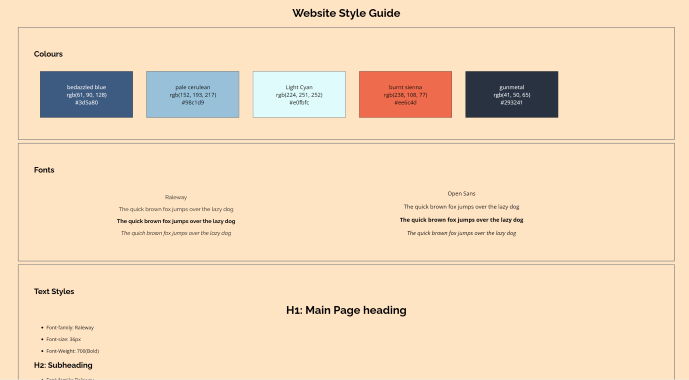 Website Style Guide
Colours
bedazzled blue
rgb(61, 90, 128)
#3d5a80
pale cerulean
rgb(152, 193, 217)
#98c1d9
Light Cyan
rgb(224, 251, 252)
#e0fbfc
burnt sienna
rgb(238, 108, 77)
#ee6c4d
gunmetal
rgb(41, 50, 65)
#293241
Fonts
Raleway
The quick brown fox jumps over the lazy dog
The quick brown fox jumps over the lazy dog
The quick brown fox jumps over the lazy dog
Open Sans
The quick brown fox jumps over the lazy dog
The quick brown fox jumps over the lazy dog
The quick brown fox jumps over the lazy dog
Text Styles
H1: Main Page heading
Font-family: Raleway
Font-size: 36px
Font-Weight: 700(Bold)
H2: Subheading
Font-family: Raleway